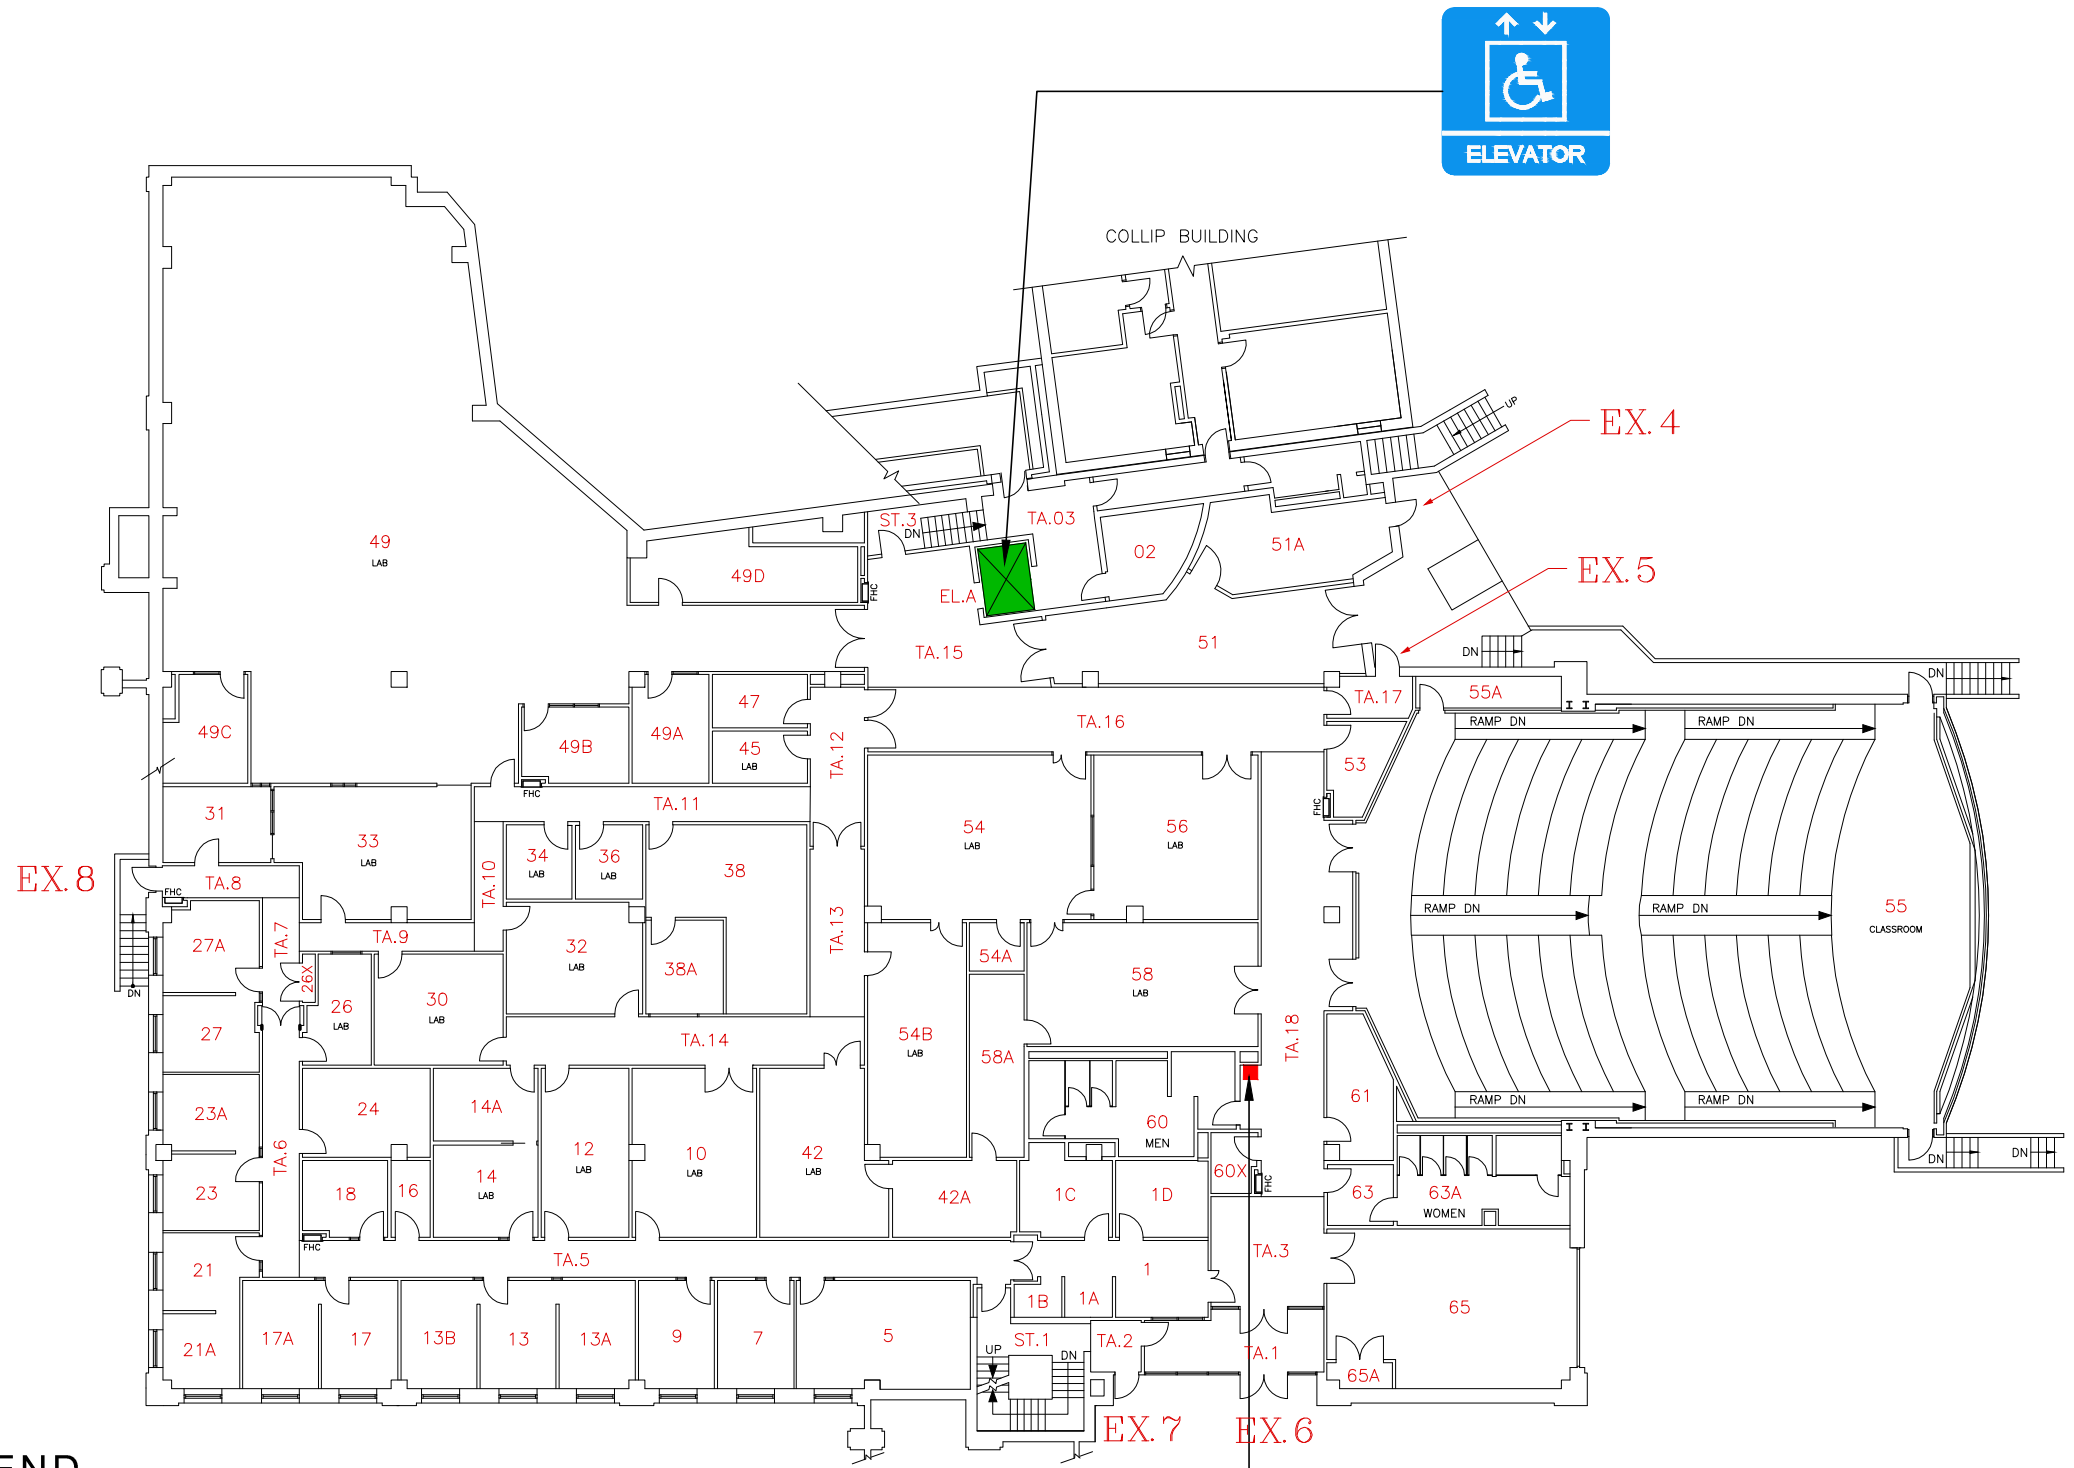 ELEVATOR
COLLIP BUILDING
UP
EX.4
ST.3
DN
TA.03
02
51A
49
LAB
49D
FHC
EL.A
EX.5
TA.15
51
DN
DN
TA.17
55A
49C
47
49A
49B
45
LAB
TA.12
TA.16
RAMP DN
RAMP DN
53
FHC
TA.11
FHC
31
33
LAB
34
LAB
36
LAB
38
54
LAB
56
LAB
EX.8
TA.8
FHC
TA.10
TA.7
TA.9
27A
32
LAB
38A
TA.13
54A
58
LAB
RAMP DN
RAMP DN
55
CLASSROOM
26X
26
LAB
30
LAB
DN
27
TA.14
54B
LAB
58A
TA.18
23A
24
14A
61
RAMP DN
RAMP DN
60
MEN
TA.6
12
LAB
10
LAB
42
LAB
14
LAB
23
18
16
42A
1C
1D
60X
FHC
63
63A
WOMEN
DN
DN
FHC
TA.5
21
1
TA.3
1B
1A
65
21A
17A
17
13B
13
13A
9
7
5
ST.1
UP
DN
TA.2
TA.1
65A
EX.7
EX.6
END